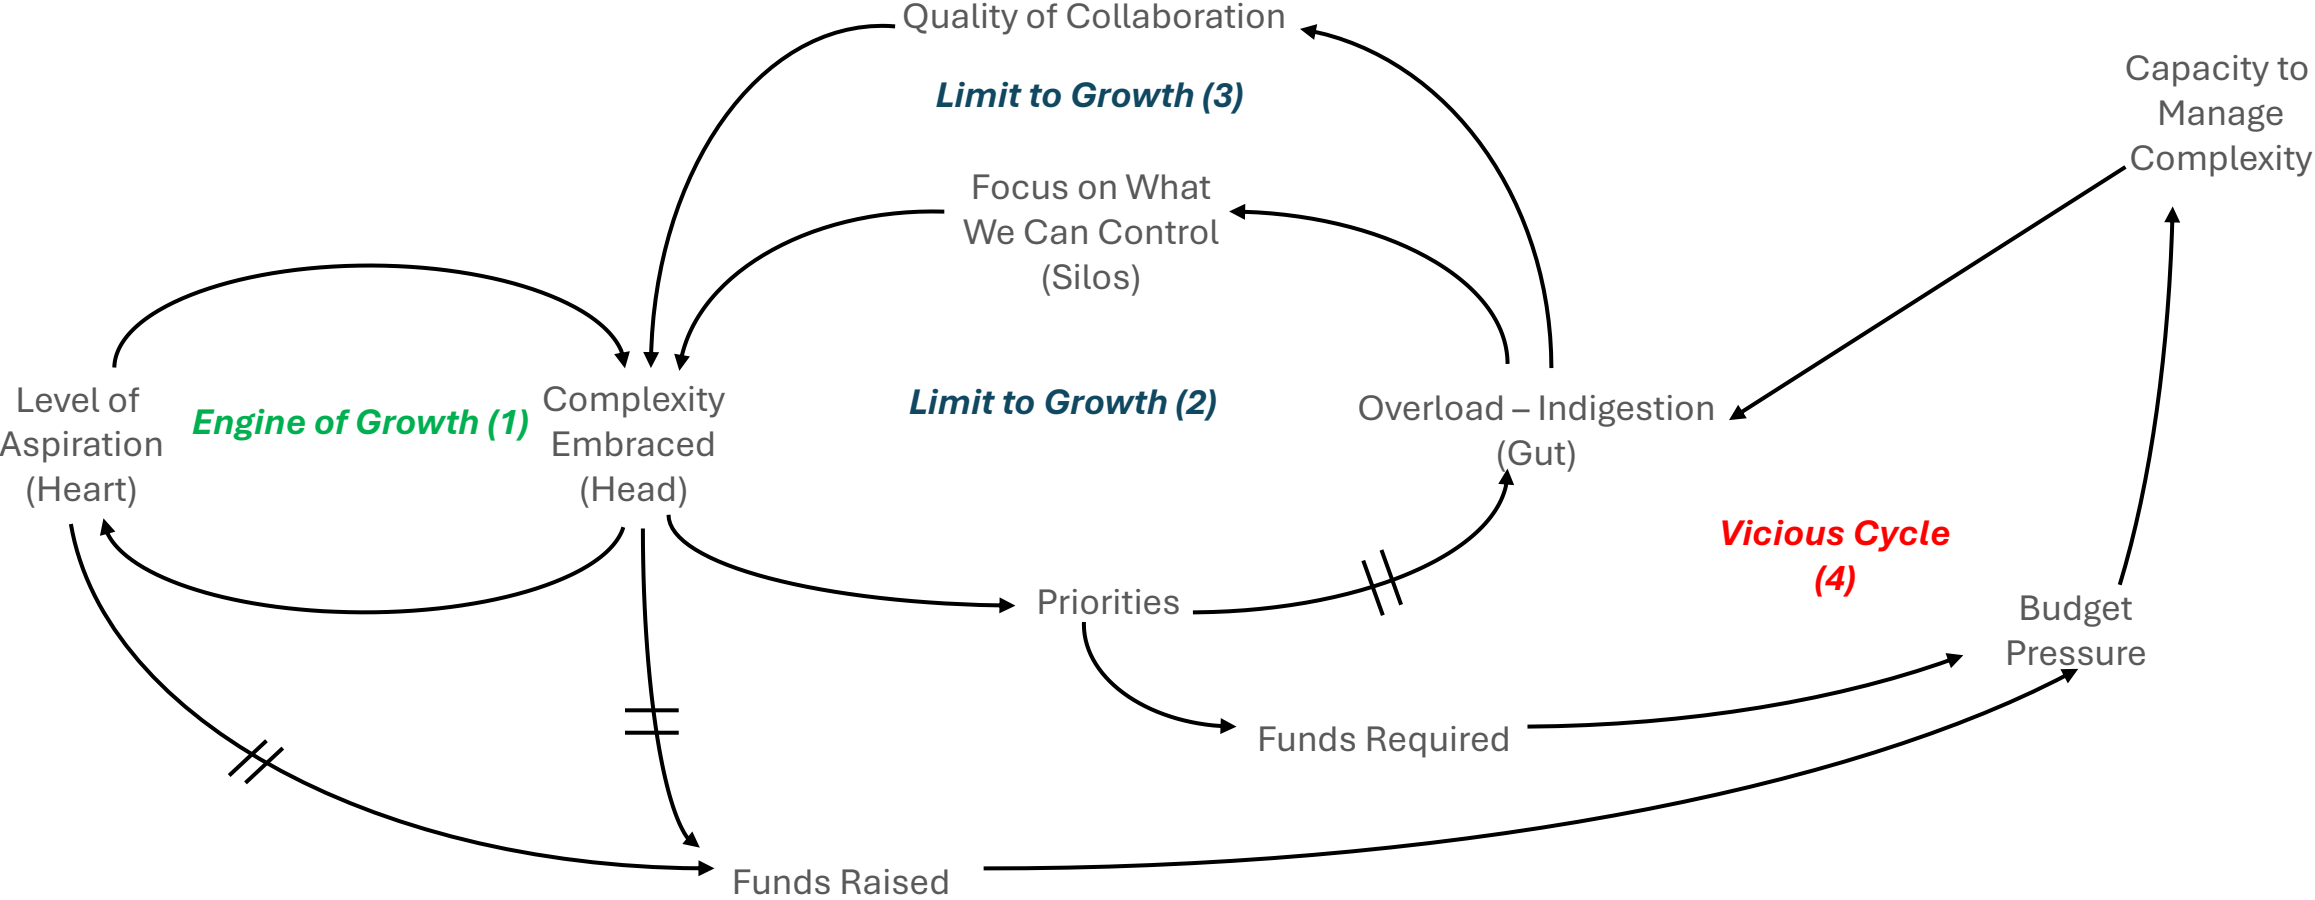 Quality of Collaboration
Limit to Growth (3)
Capacity to
Manage
Complexity
Focus on What
We Can Control
(Silos)
Level of
Aspiration
(Heart)
Engine of Growth (1)
Complexity
Embraced
(Head)
Limit to Growth (2)
Overload – Indigestion
(Gut)
Vicious Cycle
(4)
Priorities
Budget
Pressure
Funds Required
Funds Raised